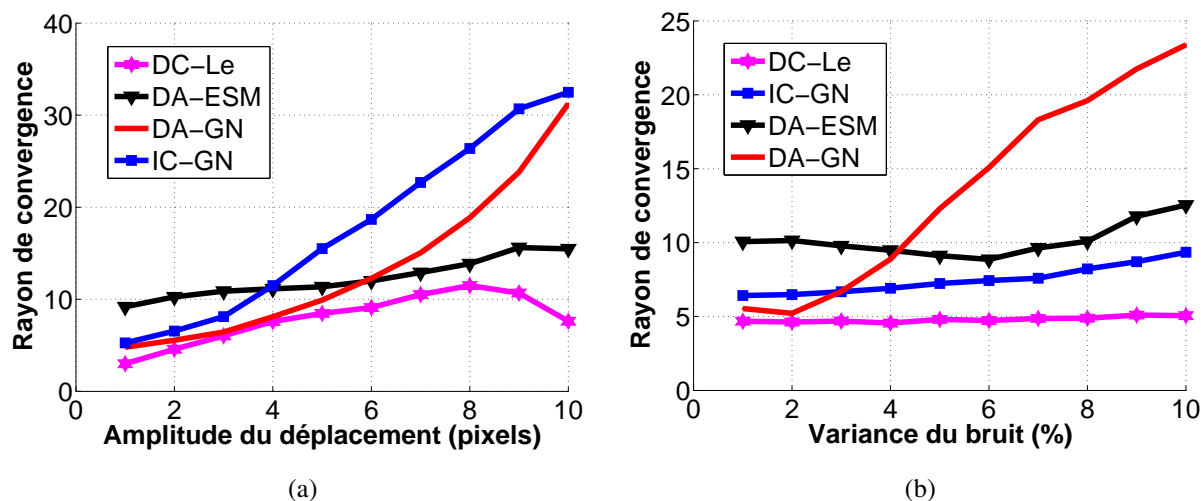 40
30
20
10
0
Rayon de convergence
DC-Le
DA-ESM
DA-GN
IC-GN
0 2 4 6 8 10
Amplitude du déplacement (pixels)
(a)
25
20
15
10
5
0
Rayon de convergence
DC-Le
IC-GN
DA-ESM
DA-GN
0 2 4 6 8 10
Variance du bruit (%)
(b)